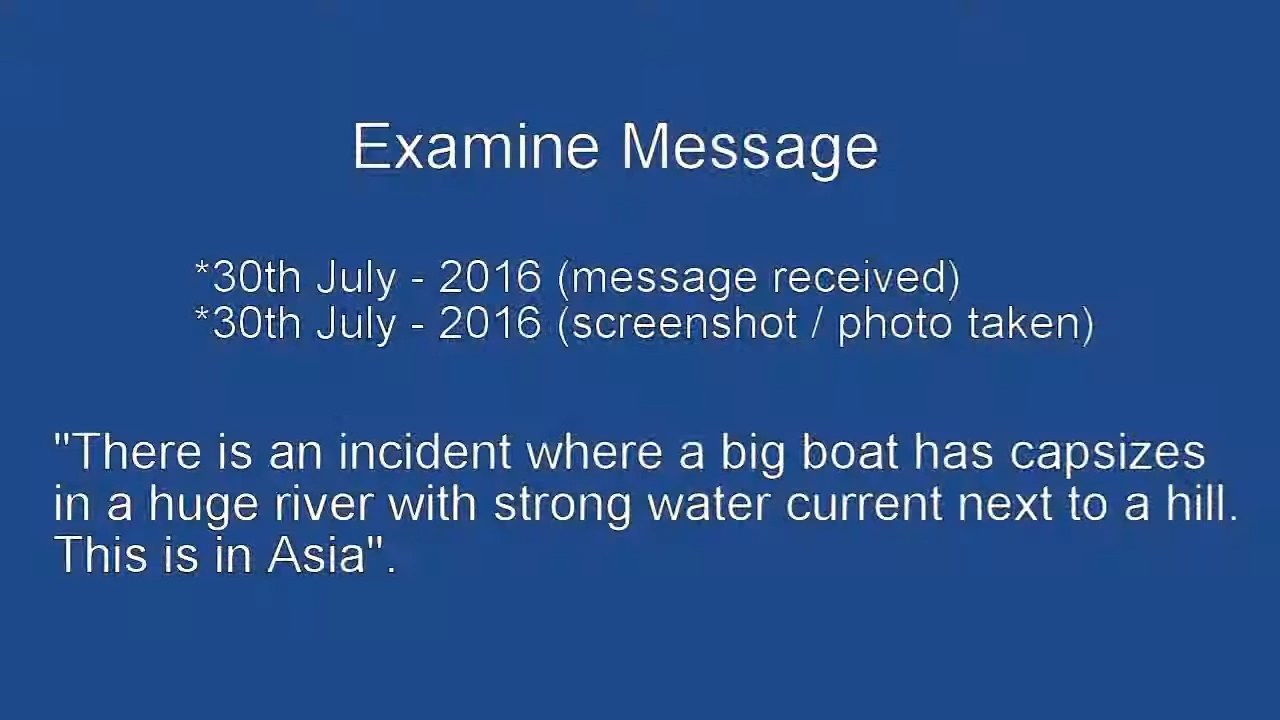 Examine Message
*30th July - 2016 (message received)
*30th July - 2016 (screenshot / photo taken)
"There is an incident where a big boat has capsizes
in a huge river with strong water current next to a hill.
This is in Asia".